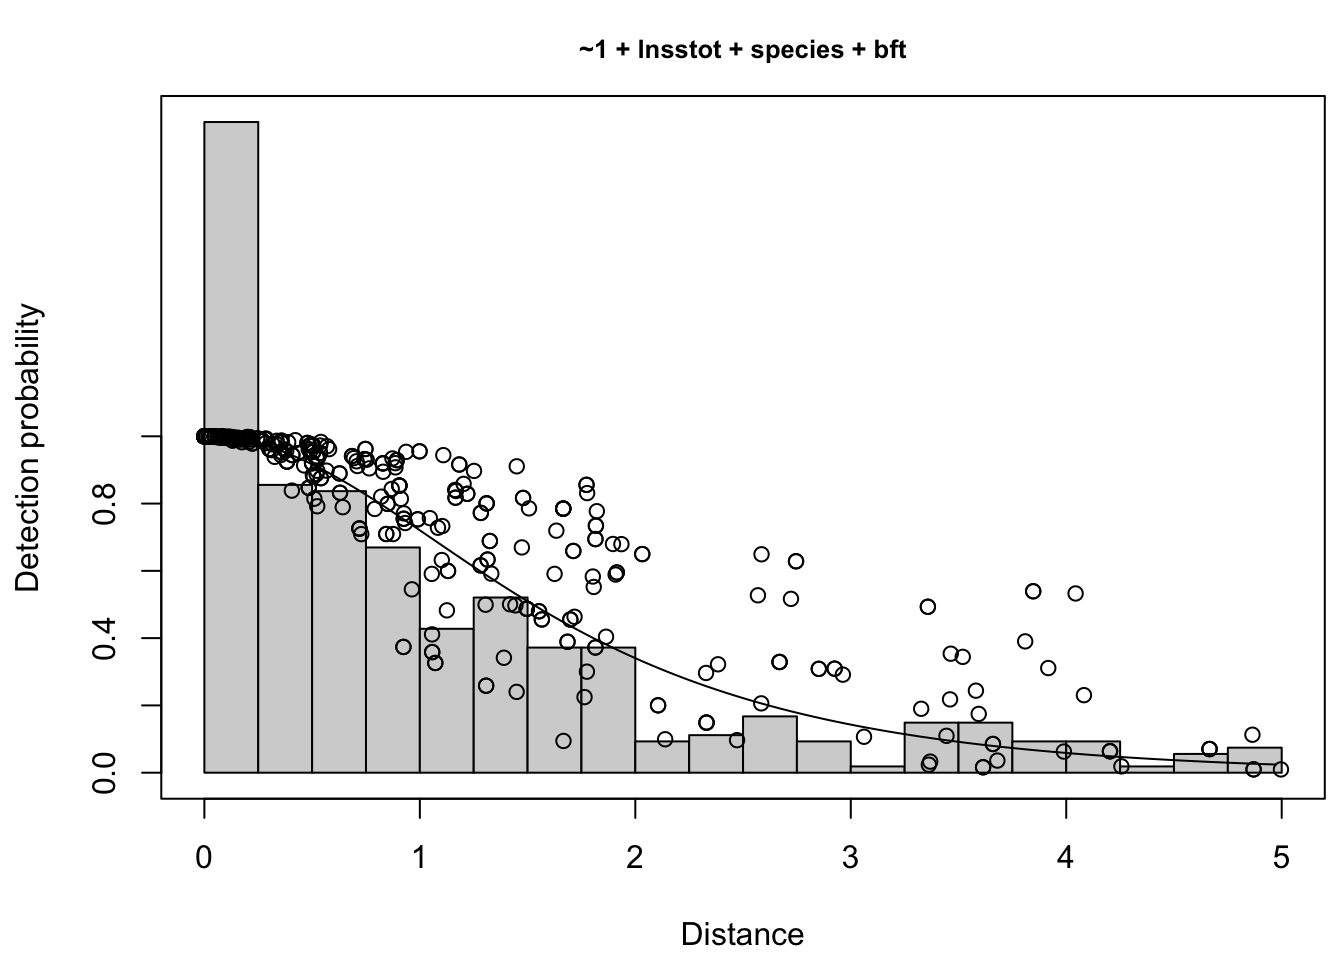 ~1 + lnsstot + species + bft
Detection probability
0.8
0.4
0.0
0 1 2 3 4 5
Distance